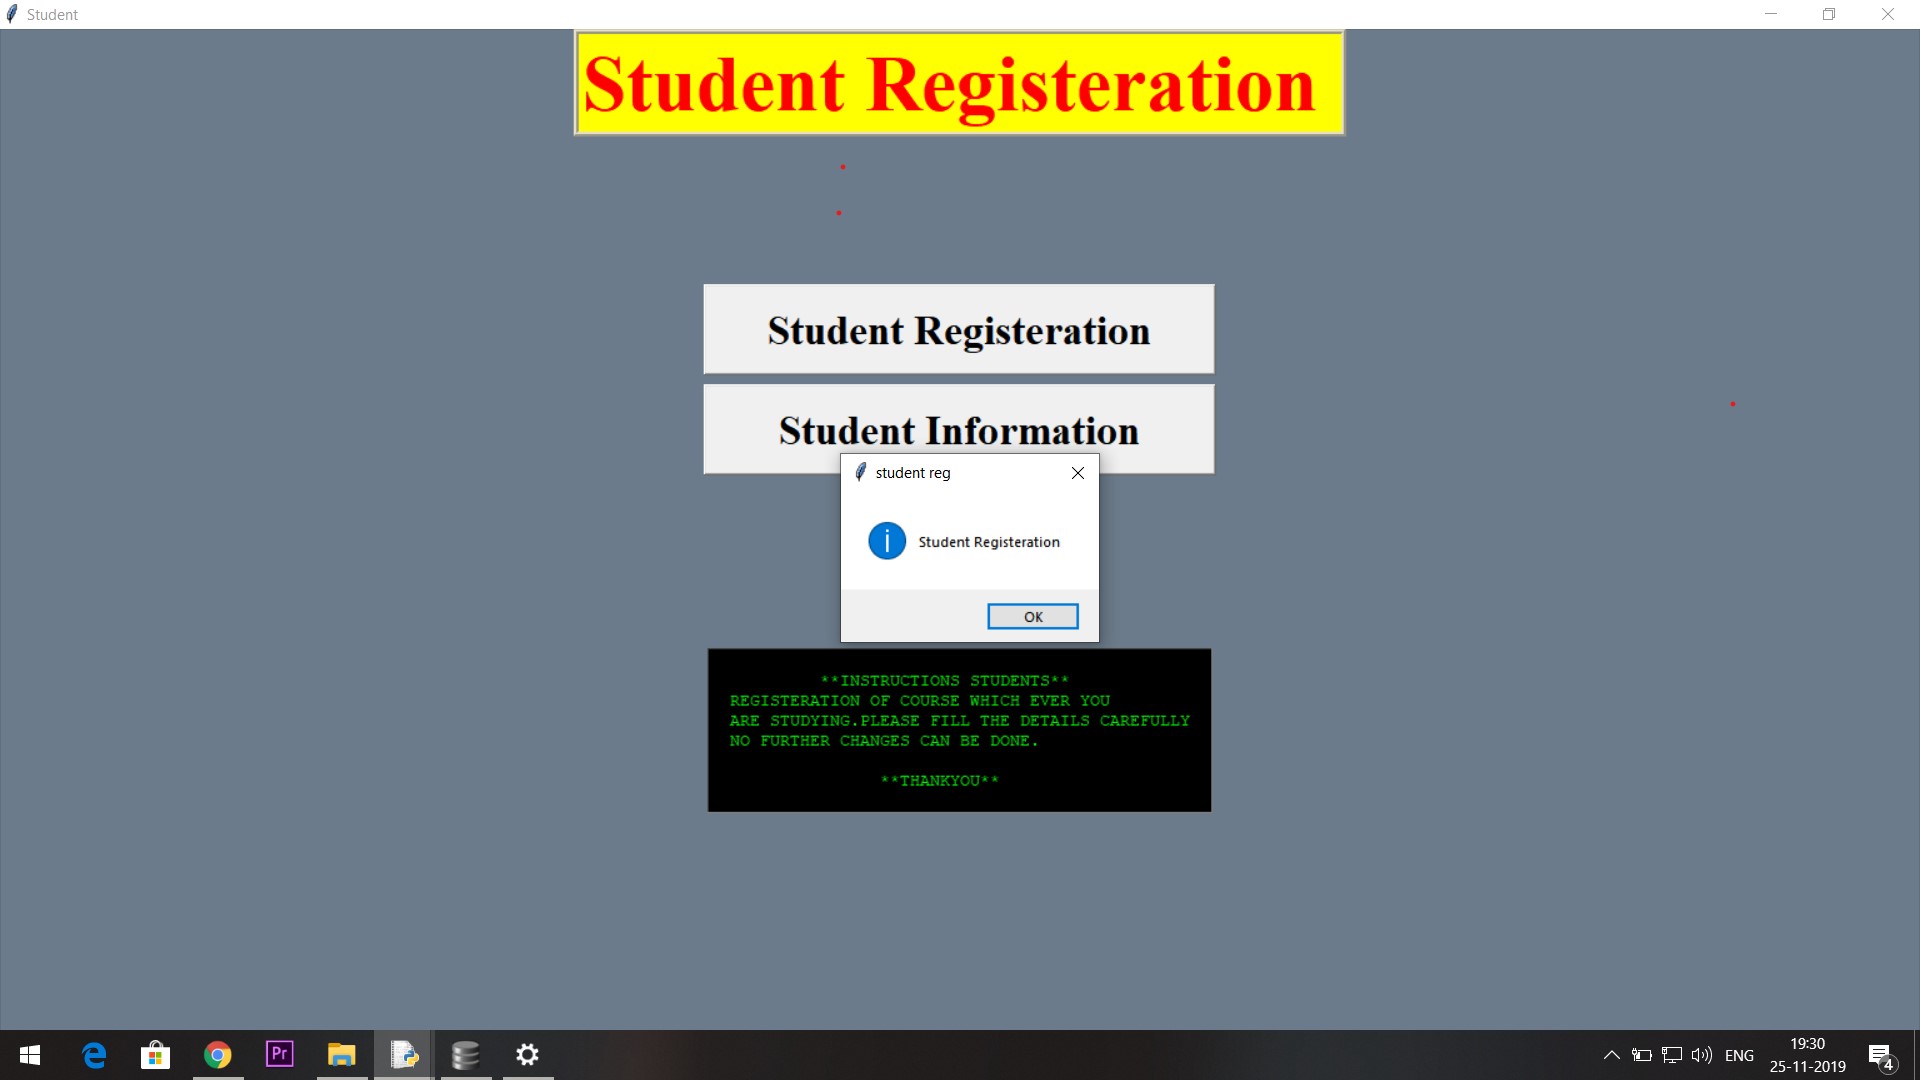 Student
Student Registeration
Student Registeration
Student Information
student reg
i
Student Registeration
OK
**INSTRUCTIONS STUDENTS**
REGISTERATION OF COURSE WHICH EVER YOU
ARE STUDYING.PLEASE FILL THE DETAILS CAREFULLY
NO FURTHER CHANGES CAN BE DONE.
**THANKYOU**
Pr
ENG
19:30
25-11-2019
4